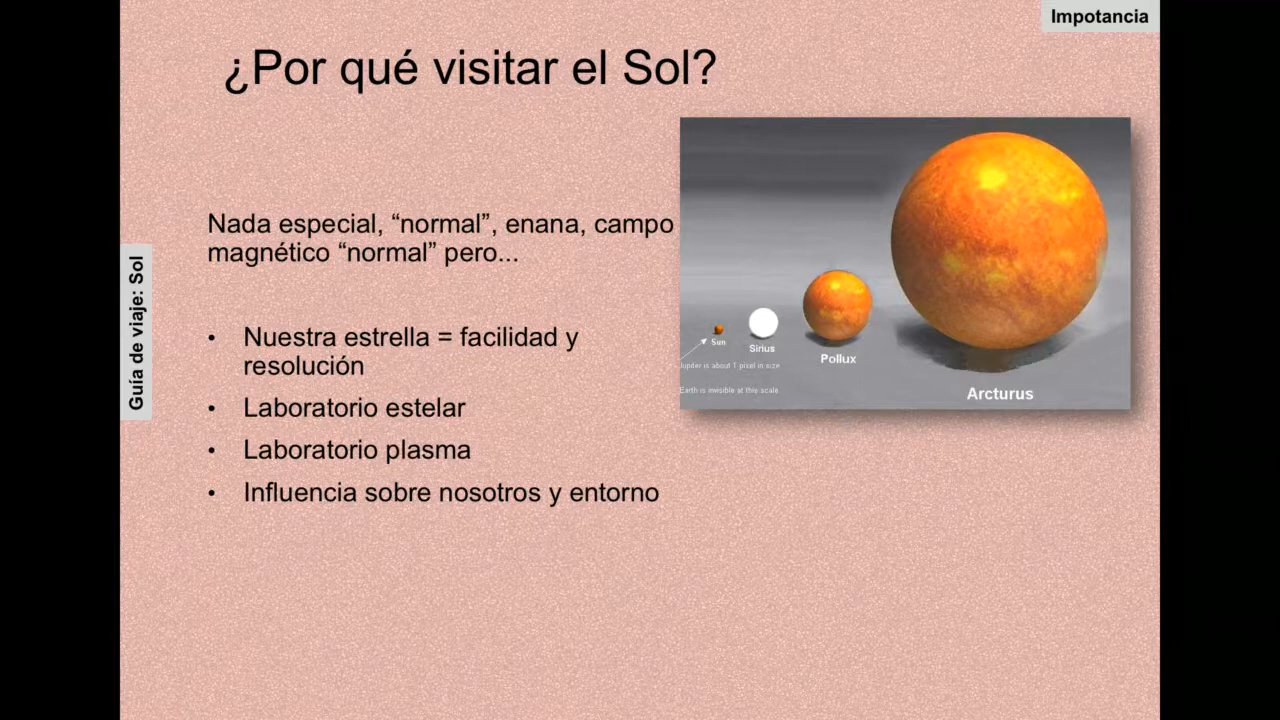 Impotancia
¿Por qué visitar el Sol?
Guía de viaje: Sol
Nada especial, “normal”, enana, campo
magnético “normal” pero...
• Nuestra estrella = facilidad y
resolución
• Laboratorio estelar
• Laboratorio plasma
• Influencia sobre nosotros y entorno
Sun
Sirius
Pollux
Arcturus
Jupiter is about 1 pixel in size
Earth is invisible at this scale